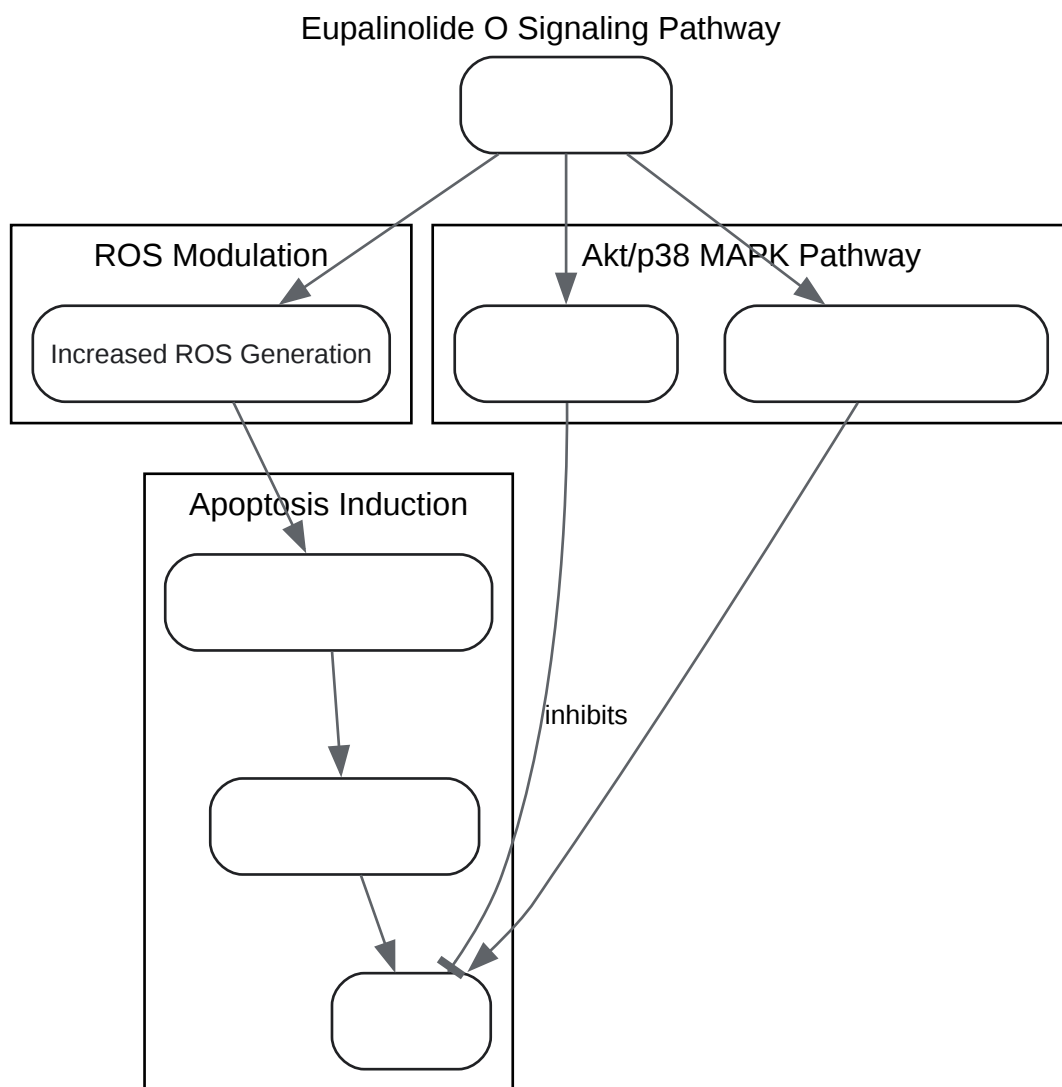 Eupalinolide O Signaling Pathway
ROS Modulation
Akt/p38 MAPK Pathway
Increased ROS Generation
Apoptosis Induction
inhibits